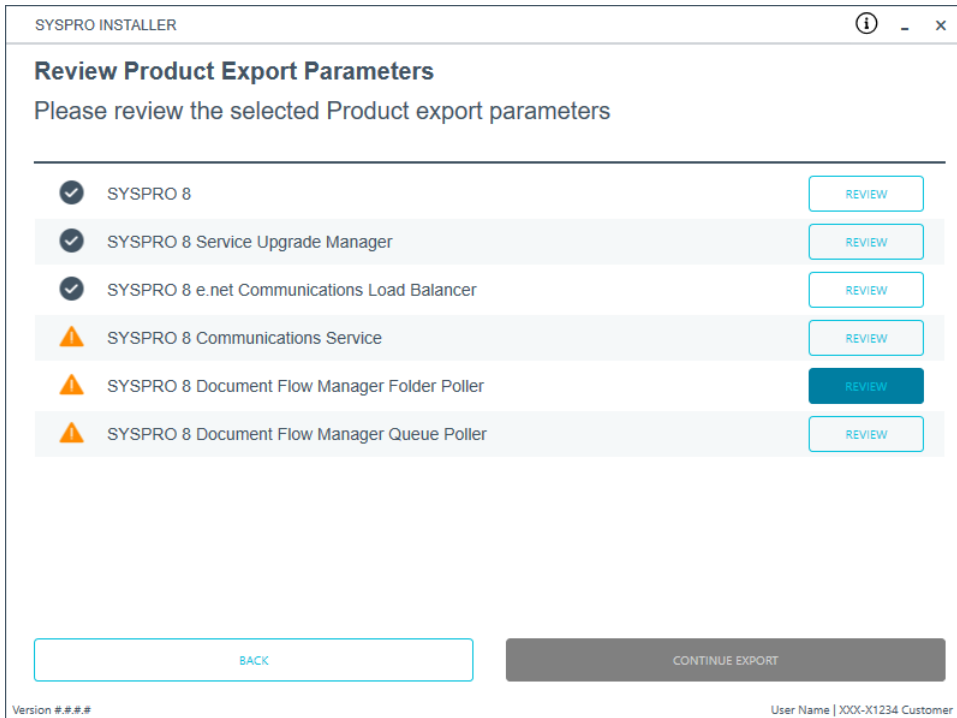 SYSPRO INSTALLER
Review Product Export Parameters
Please review the selected Product export parameters
SYSPRO 8 REVIEW
SYSPRO 8 Service Upgrade Manager REVIEW
SYSPRO 8 e.net Communications Load Balancer REVIEW
SYSPRO 8 Communications Service REVIEW
SYSPRO 8 Document Flow Manager Folder Poller REVIEW
SYSPRO 8 Document Flow Manager Queue Poller REVIEW
BACK CONTINUE EXPORT
Version #.#.#.# User Name | XXX-X1234 Customer